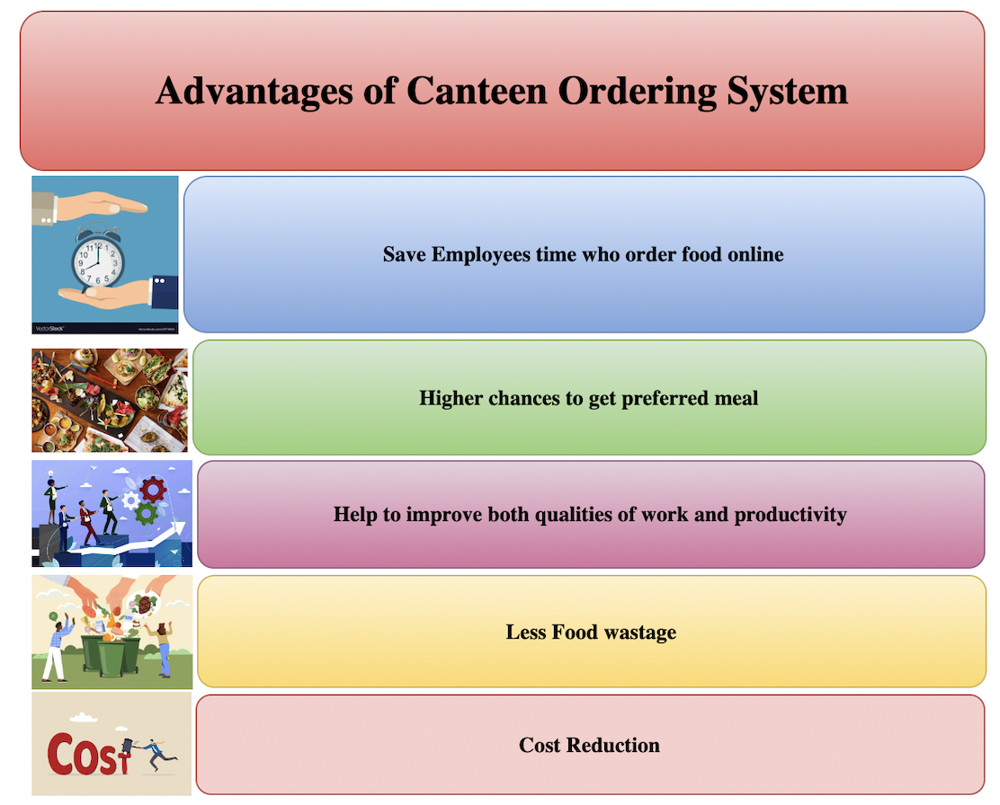 Advantages of Canteen Ordering System
Save Employees time who order food online
VectorStock
Higher chances to get preferred meal
Help to improve both qualities of work and productivity
Less Food wastage
COST
Cost Reduction